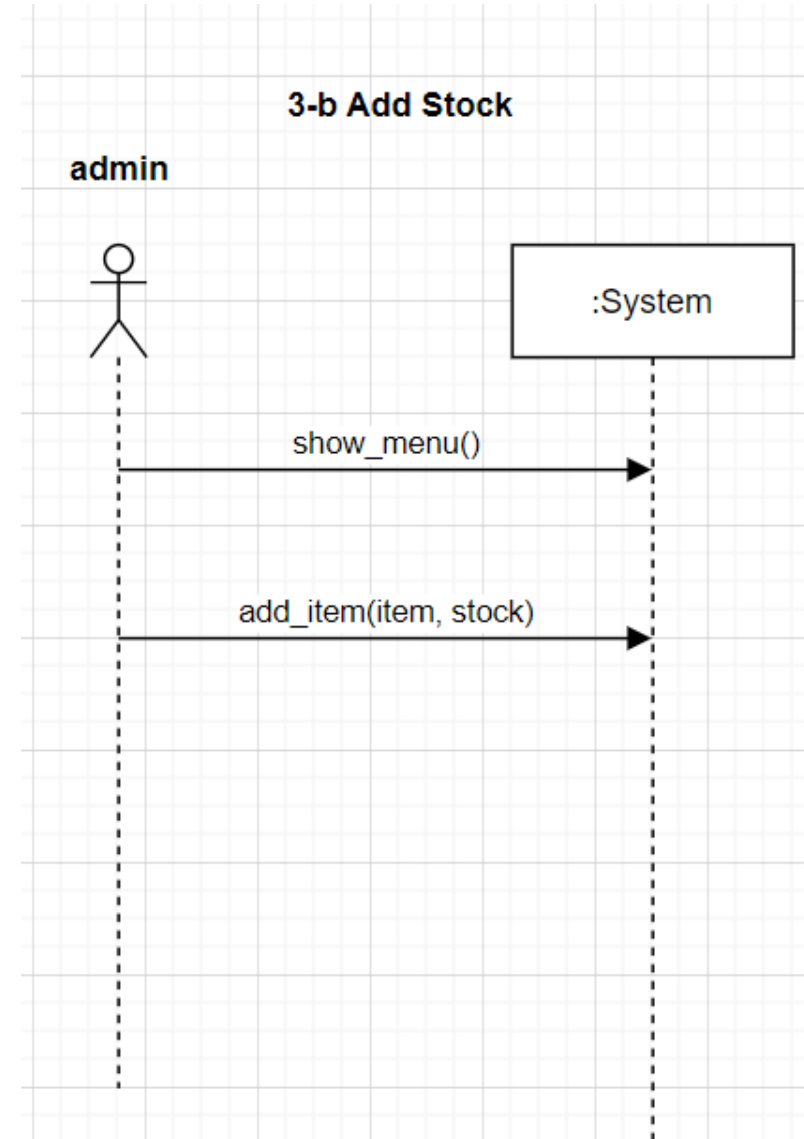 3-b Add Stock
admin
:System
show_menu()
add_item(item, stock)